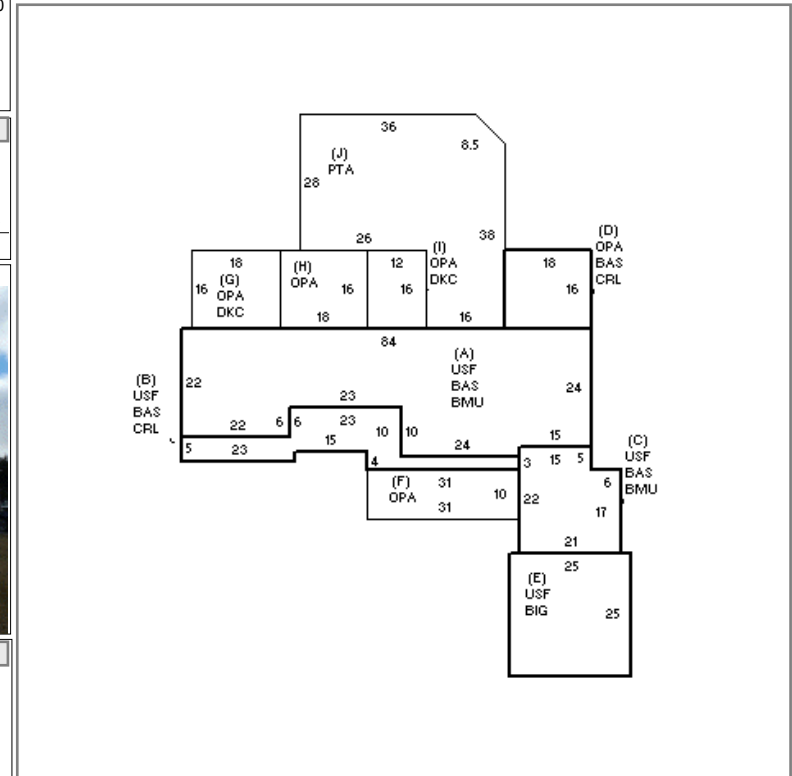 36
8.5
(J)
PTA
28
38
26
(I)
OPA
DKC
(D)
OPA
BAS
CRL
18
(G)
OPA
DKC
16
(H)
OPA
16
18
12
16
16
18
16
84
(A)
USF
BAS
BMU
(B)
USF
BAS
CRL
22
24
23
22
6
6
23
10
10
15
24
15
5
23
4
3
15
5
(C)
USF
BAS
BMU
(F)
OPA
31
31
10
22
6
17
21
25
(E)
USF
BIG
25